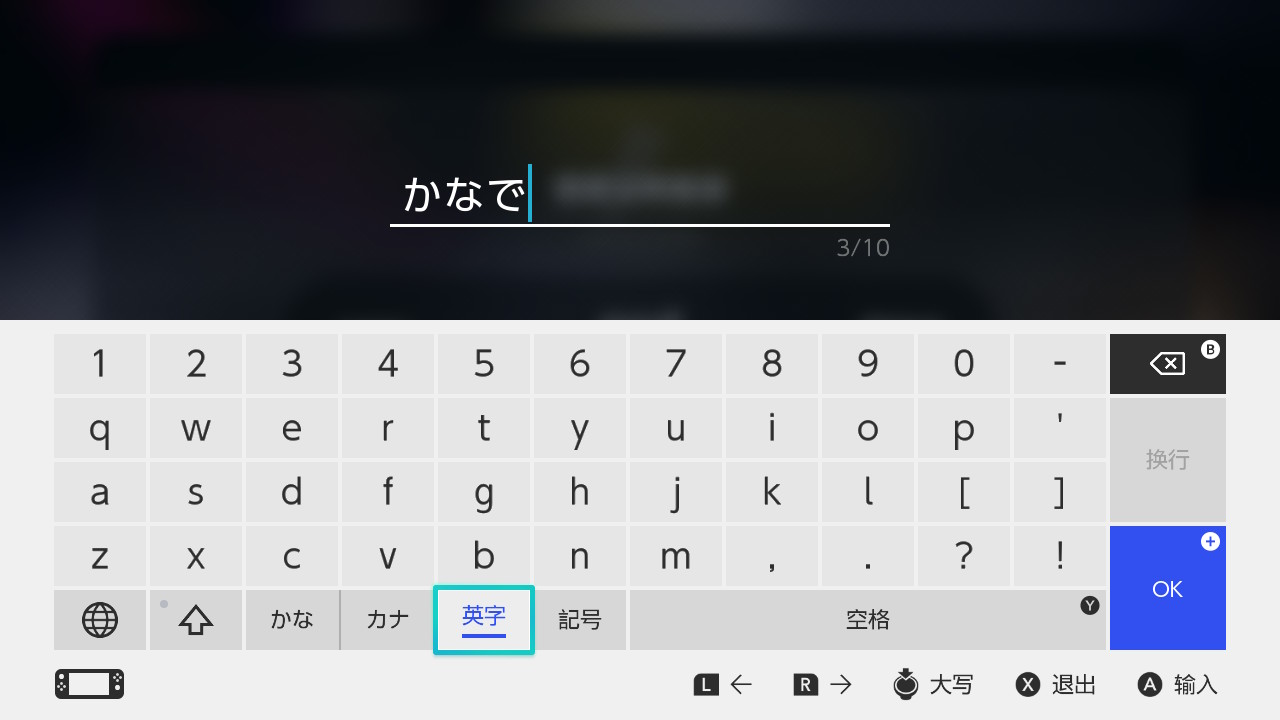 かなで
3/10
1 2 3 4 5 6 7 8 9 0 - B
q w e r t y u i o p ' 换行
a s d f g h j k l [ ]
z x c v b n m , . ? ! + OK
かな カナ 英字 記号 空格 Y
L ← R → 大写 X 退出 A 输入